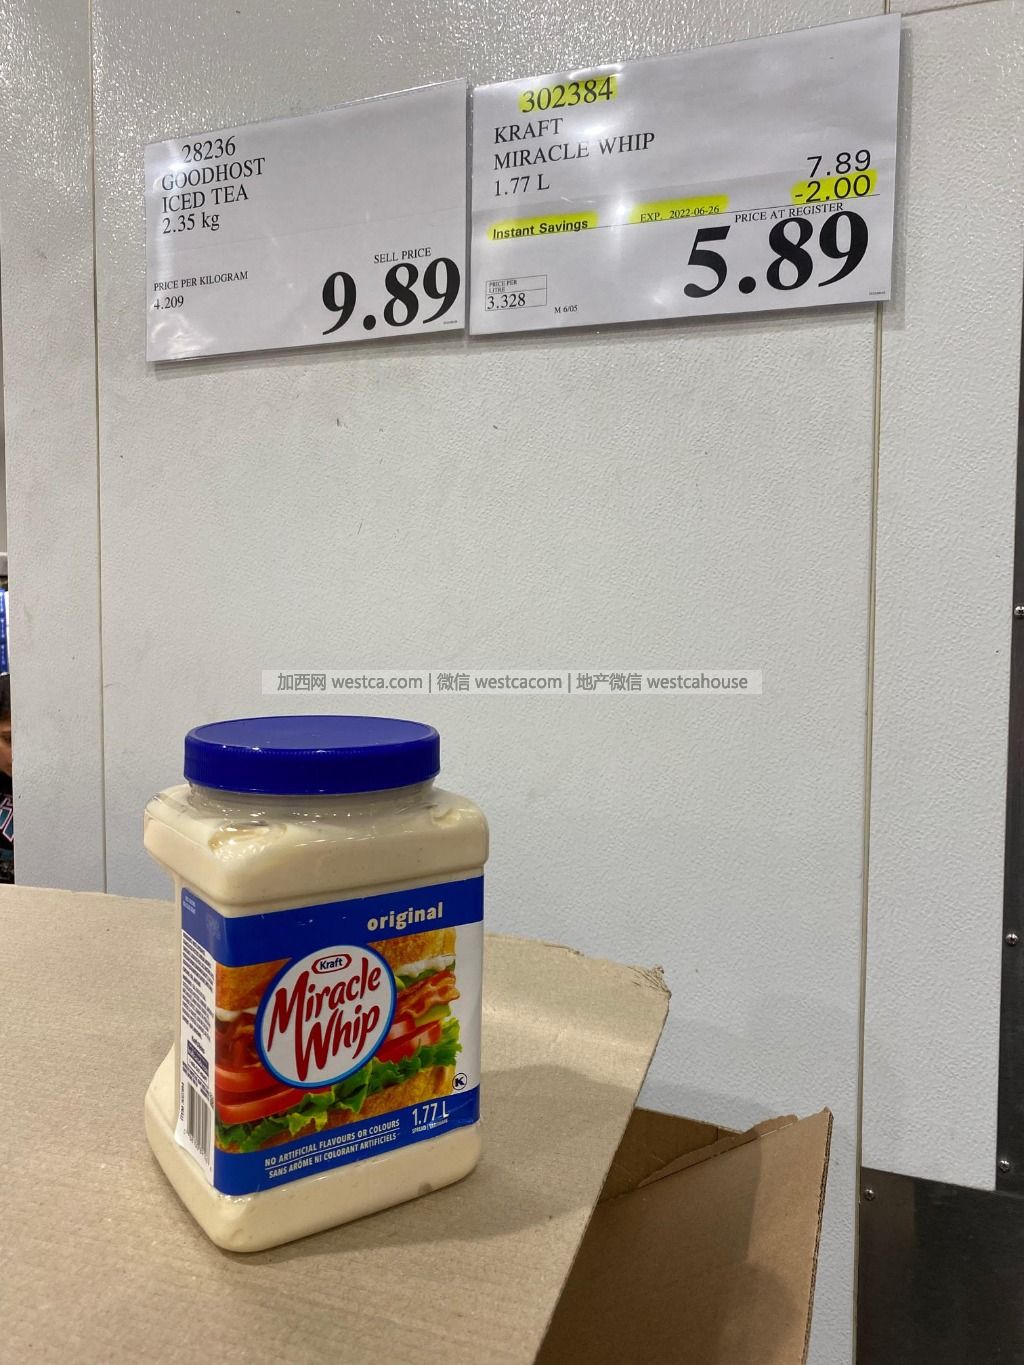 28236
GOODHOST
ICED TEA
2.35 kg
SELL PRICE
PRICE PER KILOGRAM
4.209
9.89
302384
KRAFT
MIRACLE WHIP
1.77 L
7.89
-2.00
Instant Savings
EXP. 2022-06-26
PRICE AT REGISTER
5.89
PRICE PER
LITRE
3.328
M 6/05
加西网 westca.com | 微信 westcacom | 地产微信 westcahouse
original
Kraft
Miracle
Whip
K
1.77 L
NO ARTIFICIAL FLAVOURS OR COLOURS
SANS ARÔME NI COLORANT ARTIFICIELS